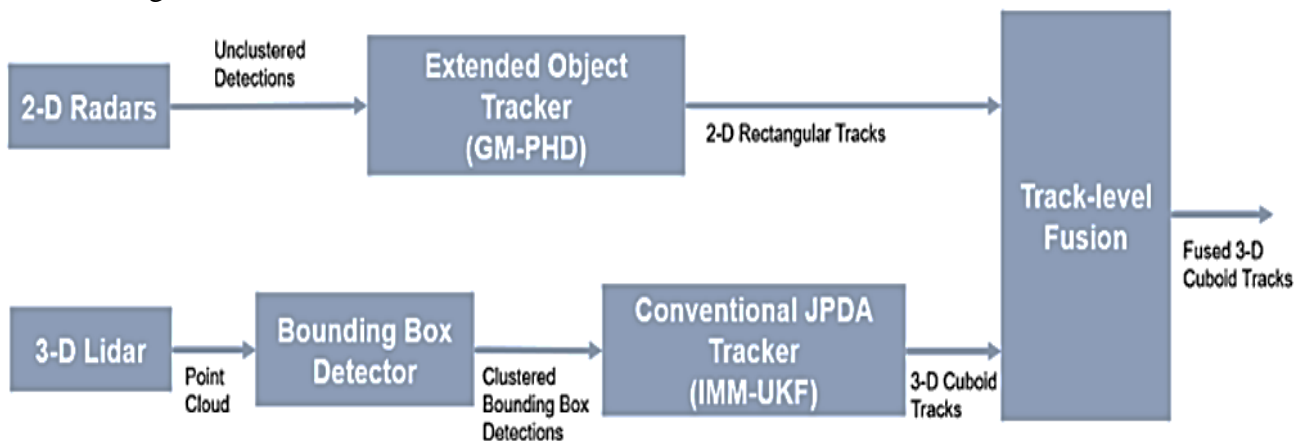 2-D Radars
Unclustered
Detections
Extended Object
Tracker
(GM-PHD)
2-D Rectangular Tracks
Track-level
Fusion
Fused 3-D
Cuboid Tracks
3-D Lidar
Point
Cloud
Bounding Box
Detector
Clustered
Bounding Box
Detections
Conventional JPDA
Tracker
(IMM-UKF)
3-D Cuboid
Tracks